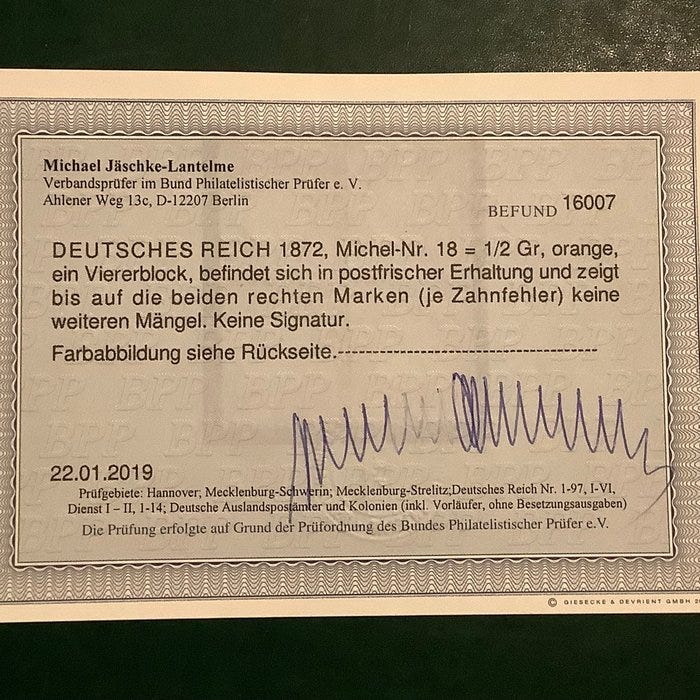 Michael Jäschke-Lantelme
Verbandsprüfer im Bund Philatelistischer Prüfer e. V.
Ahlener Weg 13c, D-12207 Berlin
BEFUND 16007
DEUTSCHES REICH 1872, Michel-Nr. 18 = 1/2 Gr, orange,
ein Viererblock, befindet sich in postfrischer Erhaltung und zeigt
bis auf die beiden rechten Marken (je Zahnfehler) keine
weiteren Mängel. Keine Signatur.
Farbabbildung siehe Rückseite.------------------------------------
22.01.2019
Prüfgebiete: Hannover; Mecklenburg-Schwerin; Mecklenburg-Strelitz;Deutsches Reich Nr. 1-97, I-VI,
Dienst I – II, 1-14; Deutsche Auslandspostämter und Kolonien (inkl. Vorläufer, ohne Besetzungsausgaben)
Die Prüfung erfolgte auf Grund der Prüfordnung des Bundes Philatelistischer Prüfer e.V.
© GIESECKE & DEVRIENT GMBH